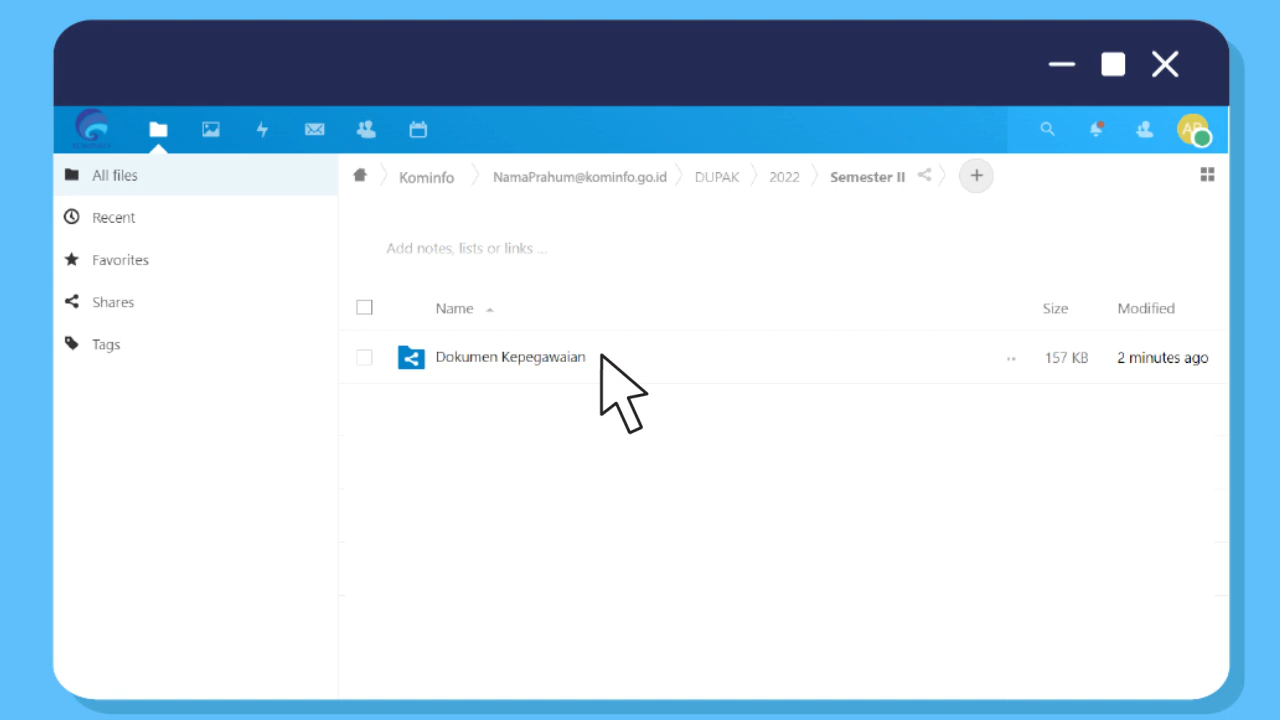 All files
Recent
Favorites
Shares
Tags
Kominfo NamaPrahum@kominfo.go.id DUPAK 2022 Semester II +
Add notes, lists or links ...
Name Size Modified
Dokumen Kepegawaian 157 KB 2 minutes ago